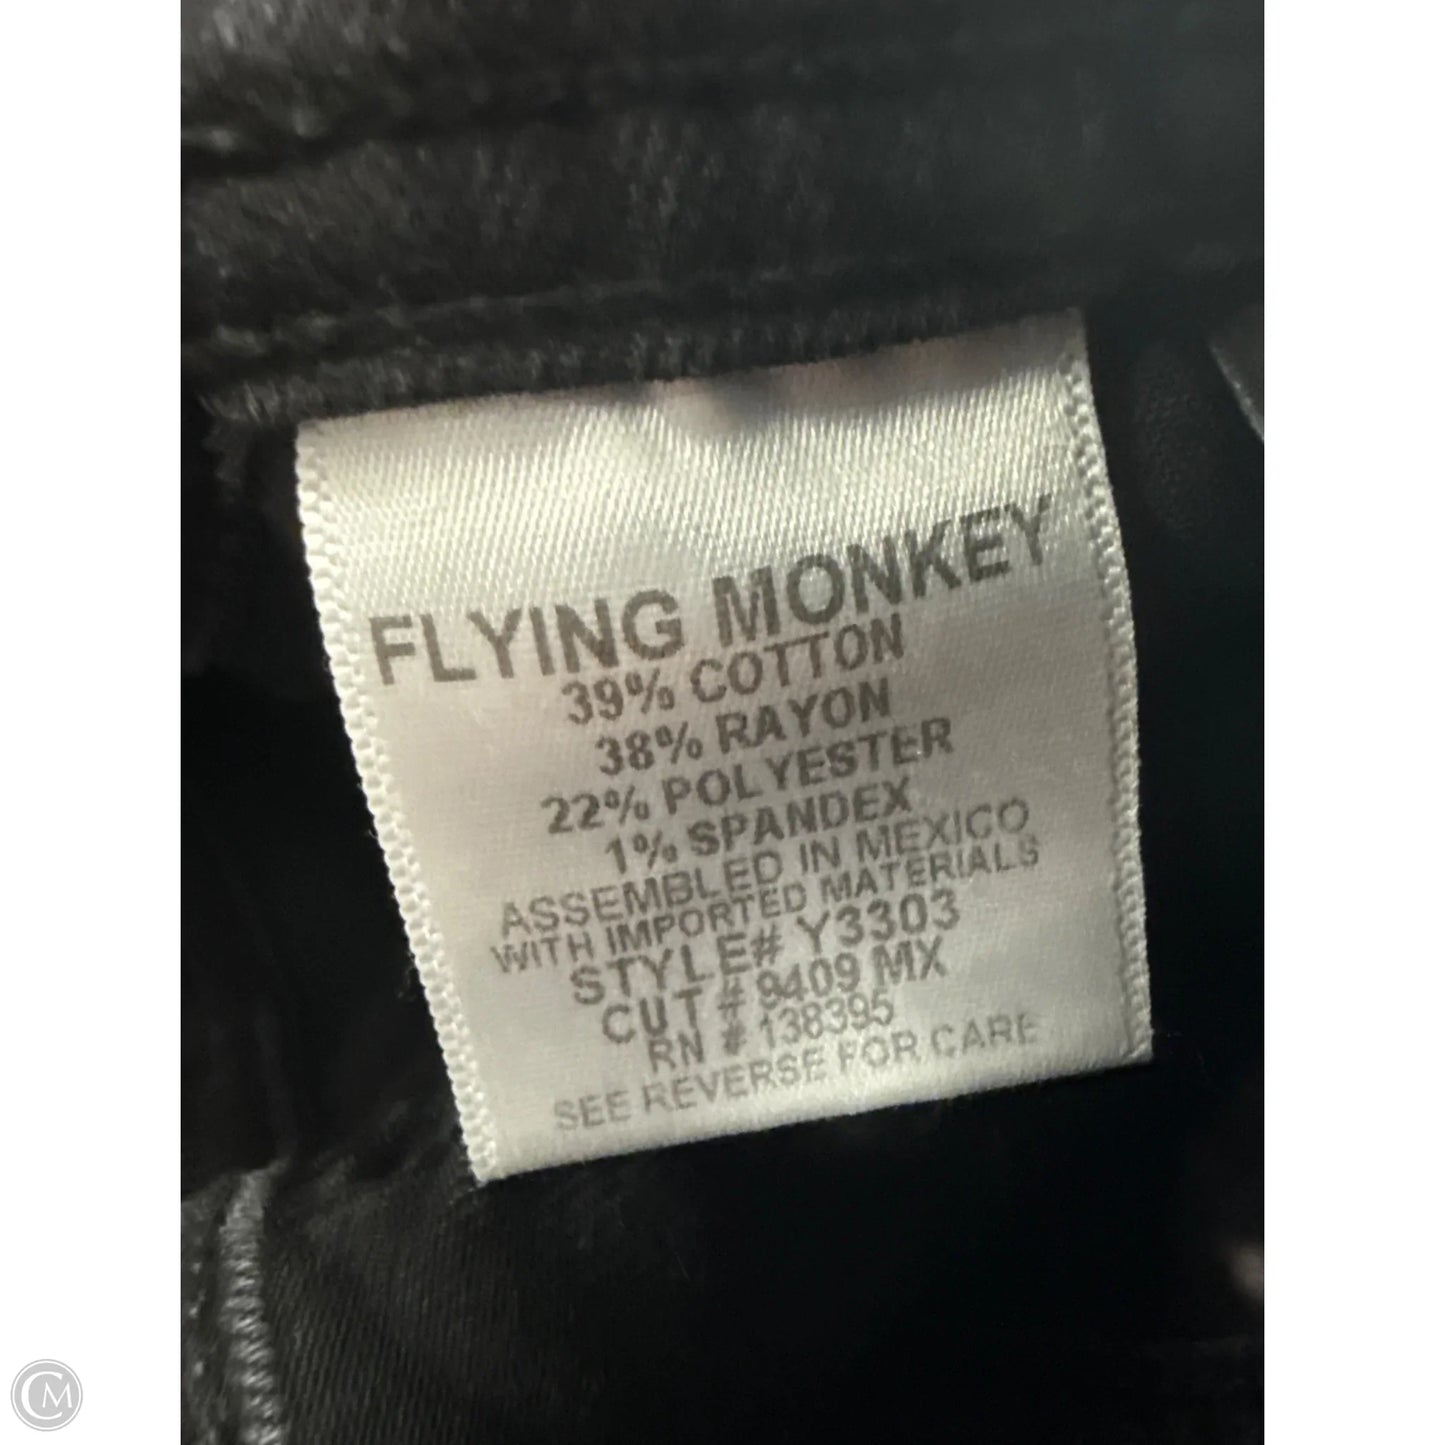 FLYING MONKEY
39% COTTON
38% RAYON
22% POLYESTER
1% SPANDEX
ASSEMBLED IN MEXICO
WITH IMPORTED MATERIALS
STYLE# Y3303
CUT # 9409 MX
RN # 138395
SEE REVERSE FOR CARE
CM